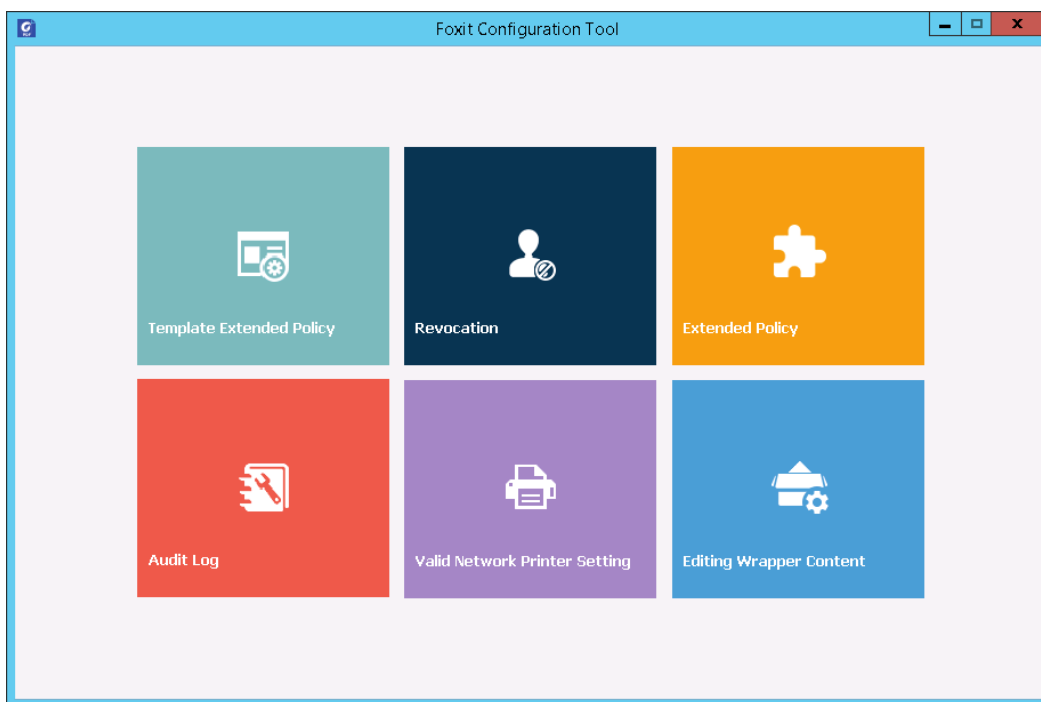 Foxit Configuration Tool
Template Extended Policy
Revocation
Extended Policy
Audit Log
Valid Network Printer Setting
Editing Wrapper Content